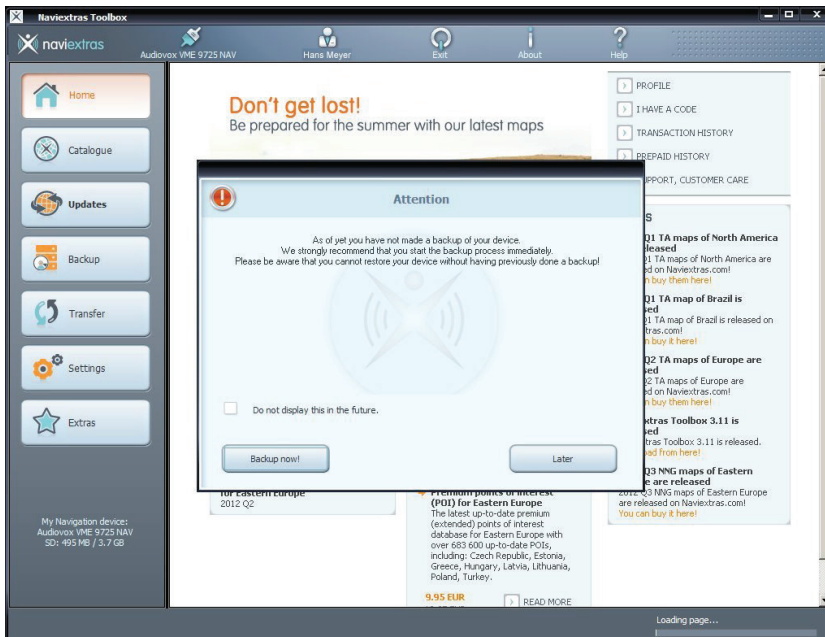 Naviextras Toolbox
naviextras
Audiovox VME 9725 NAV
Hans Meyer
Exit
About
Help
Home
Catalogue
Updates
Backup
Transfer
Settings
Extras
My Navigation device:
Audiovox VME 9725 NAV
SD: 495 MB / 3.7 GB
Don't get lost!
Be prepared for the summer with our latest maps
PROFILE
I HAVE A CODE
TRANSACTION HISTORY
PREPAID HISTORY
SUPPORT, CUSTOMER CARE
Attention
As of yet you have not made a backup of your device.
We strongly recommend that you start the backup process immediately.
Please be aware that you cannot restore your device without having previously done a backup!
Do not display this in the future.
Backup now!
Later
S
Q1 TA maps of North America
Q1 TA maps of North America are
on Naviextras.com!
buy them here!
Q1 TA map of Brazil is
Q1 TA map of Brazil is released on
buy it here!
Q2 TA maps of Europe are
Q2 TA maps of Europe are
on Naviextras.com!
buy them here!
Toolbox 3.11 is
Toolbox 3.11 is released.
from here!
Q3 NNG maps of Eastern
are released
2012 Q3 NNG maps of Eastern Europe
are released on Naviextras.com!
You can buy it here!
for Eastern Europe
2012 Q2
Premium points of interest
(POI) for Eastern Europe
The latest up-to-date premium
(extended) points of interest
database for Eastern Europe with
over 683 600 up-to-date POIs,
including: Czech Republic, Estonia,
Greece, Hungary, Latvia, Lithuania,
Poland, Turkey.
9.95 EUR
READ MORE
Loading page...